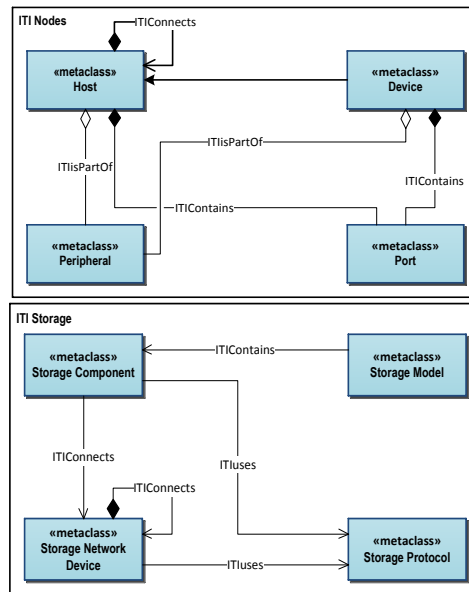 ITI Nodes
ITIConnects
«metaclass»
Host
«metaclass»
Device
ITIisPartOf
ITIisPartOf
ITIContains
ITIContains
«metaclass»
Peripheral
«metaclass»
Port
ITI Storage
«metaclass»
Storage Component
ITIContains
«metaclass»
Storage Model
ITIConnects
ITIuses
ITIConnects
«metaclass»
Storage Network
Device
ITIuses
«metaclass»
Storage Protocol